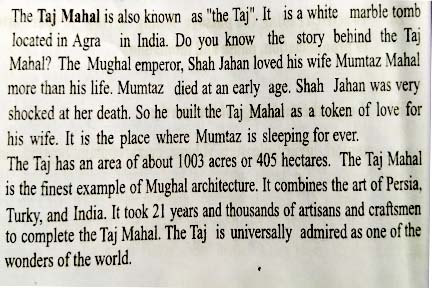 The Taj Mahal is also known as "the Taj". It is a white marble tomb
located in Agra in India. Do you know the story behind the Taj
Mahal? The Mughal emperor, Shah Jahan loved his wife Mumtaz Mahal
more than his life. Mumtaz died at an early age. Shah Jahan was very
shocked at her death. So he built the Taj Mahal as a token of love for
his wife. It is the place where Mumtaz is sleeping for ever.
The Taj has an area of about 1003 acres or 405 hectares. The Taj Mahal
is the finest example of Mughal architecture. It combines the art of Persia,
Turky, and India. It took 21 years and thousands of artisans and craftsmen
to complete the Taj Mahal. The Taj is universally admired as one of the
wonders of the world.